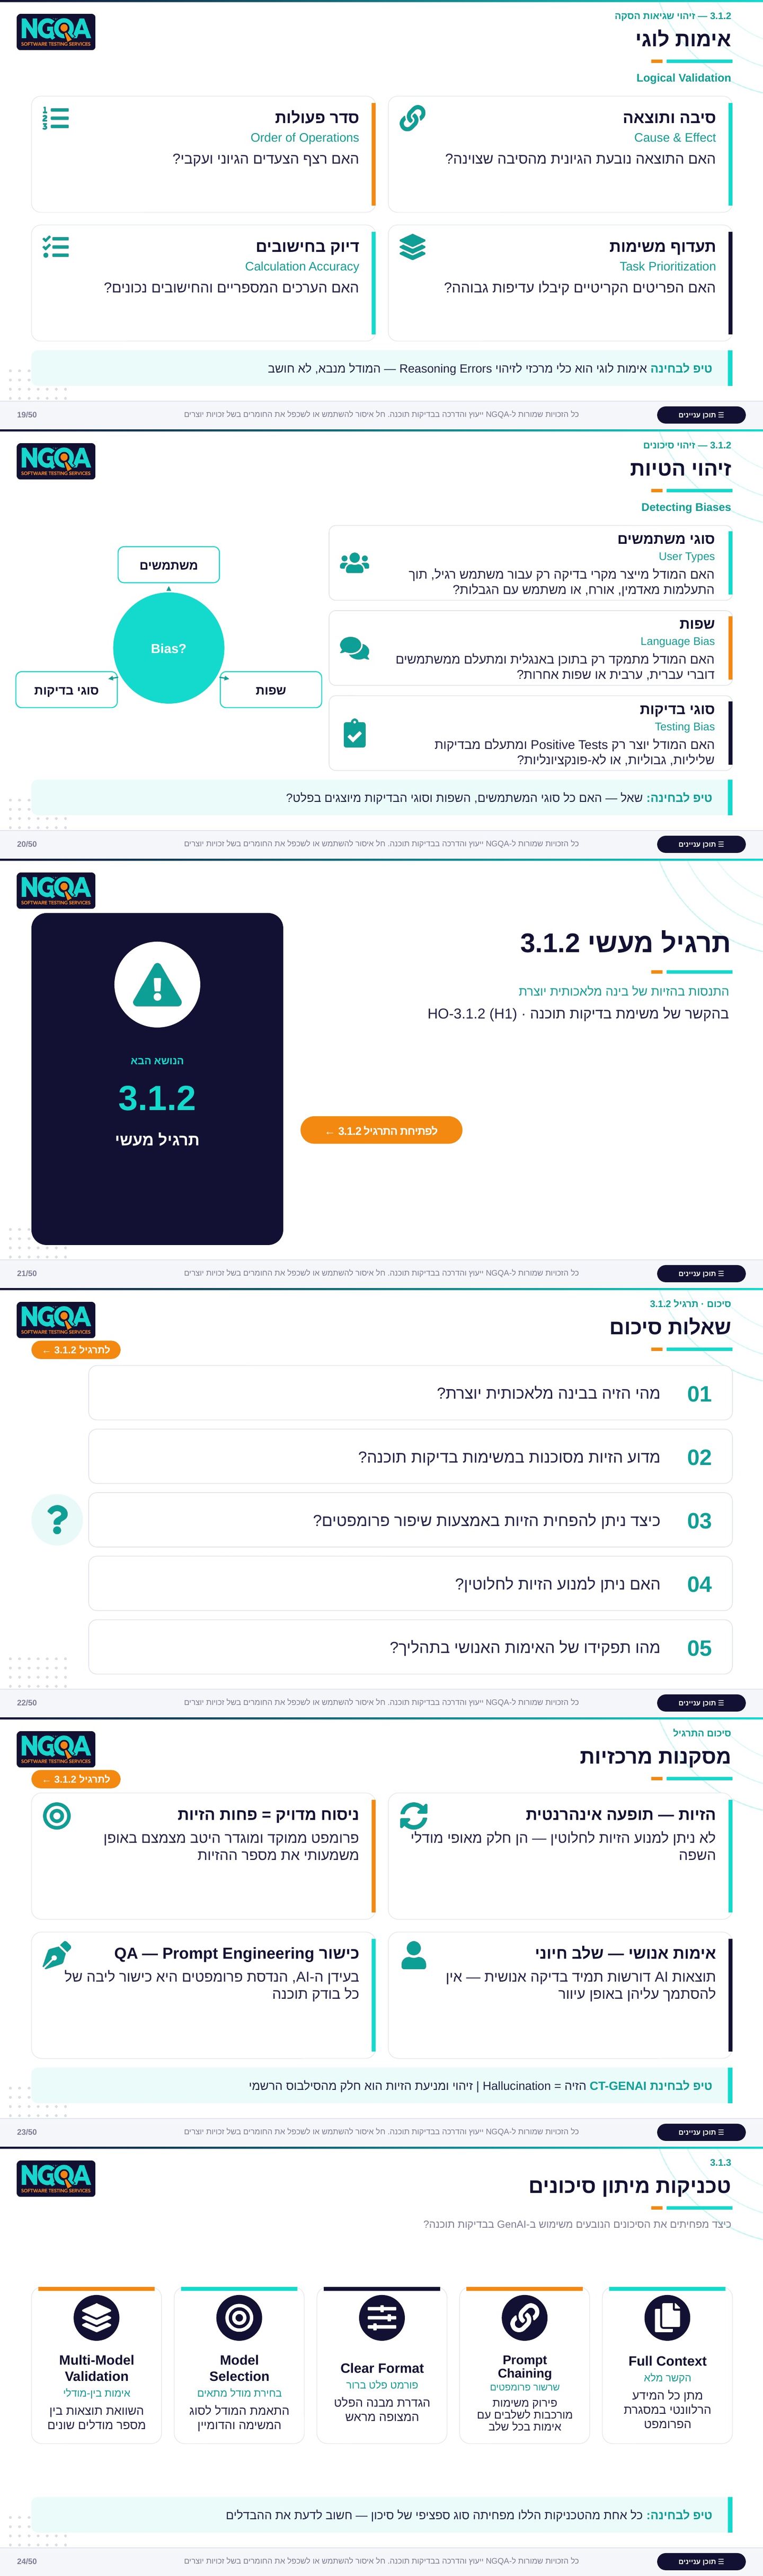 3.1.2 — זיהוי שגיאות הסקה
NGQA
SOFTWARE TESTING SERVICES
אימות לוגי
Logical Validation
סיבה ותוצאה
Cause & Effect
האם התוצאה נובעת הגיונית מהסיבה שצוינה?
סדר פעולות
Order of Operations
האם רצף הצעדים הגיוני ועקבי?
תעדוף משימות
Task Prioritization
האם הפריטים הקריטיים קיבלו עדיפות גבוהה?
דיוק בחישובים
Calculation Accuracy
האם הערכים המספריים והחישובים נכונים?
טיפ לבחינה אימות לוגי הוא כלי מרכזי לזיהוי Reasoning Errors — המודל מנבא, לא חושב
☰ תוכן עניינים
כל הזכויות שמורות ל-NGQA ייעוץ והדרכה בבדיקות תוכנה. חל איסור להשתמש או לשכפל את החומרים בשל זכויות יוצרים
19/50
3.1.2 — זיהוי סיכונים
NGQA
SOFTWARE TESTING SERVICES
זיהוי הטיות
Detecting Biases
סוגי משתמשים
User Types
האם המודל מייצר מקרי בדיקה רק עבור משתמש רגיל, תוך
התעלמות מאדמין, אורח, או משתמש עם הגבלות?
שפות
Language Bias
האם המודל מתמקד רק בתוכן באנגלית ומתעלם ממשתמשים
דוברי עברית, ערבית או שפות אחרות?
סוגי בדיקות
Testing Bias
האם המודל יוצר רק Positive Tests ומתעלם מבדיקות
שליליות, גבוליות, או לא-פונקציונליות?
משתמשים
Bias?
שפות
סוגי בדיקות
טיפ לבחינה: שאל — האם כל סוגי המשתמשים, השפות וסוגי הבדיקות מיוצגים בפלט?
☰ תוכן עניינים
כל הזכויות שמורות ל-NGQA ייעוץ והדרכה בבדיקות תוכנה. חל איסור להשתמש או לשכפל את החומרים בשל זכויות יוצרים
20/50
NGQA
SOFTWARE TESTING SERVICES
תרגיל מעשי 3.1.2
התנסות בהזיות של בינה מלאכותית יוצרת
בהקשר של משימת בדיקות תוכנה · HO-3.1.2 (H1)
לפתיחת התרגיל 3.1.2 ←
הנושא הבא
3.1.2
תרגיל מעשי
☰ תוכן עניינים
כל הזכויות שמורות ל-NGQA ייעוץ והדרכה בבדיקות תוכנה. חל איסור להשתמש או לשכפל את החומרים בשל זכויות יוצרים
21/50
סיכום · תרגיל 3.1.2
NGQA
SOFTWARE TESTING SERVICES
שאלות סיכום
לתרגיל 3.1.2 ←
01 מהי הזיה בבינה מלאכותית יוצרת?
02 מדוע הזיות מסוכנות במשימות בדיקות תוכנה?
03 כיצד ניתן להפחית הזיות באמצעות שיפור פרומפטים?
?
04 האם ניתן למנוע הזיות לחלוטין?
05 מהו תפקידו של האימות האנושי בתהליך?
☰ תוכן עניינים
כל הזכויות שמורות ל-NGQA ייעוץ והדרכה בבדיקות תוכנה. חל איסור להשתמש או לשכפל את החומרים בשל זכויות יוצרים
22/50
סיכום התרגיל
NGQA
SOFTWARE TESTING SERVICES
מסקנות מרכזיות
לתרגיל 3.1.2 ←
הזיות — תופעה אינהרנטית
לא ניתן למנוע הזיות לחלוטין — הן חלק מאופי מודלי
השפה
ניסוח מדויק = פחות הזיות
פרומפט ממוקד ומוגדר היטב מצמצם באופן
משמעותי את מספר ההזיות
אימות אנושי — שלב חיוני
תוצאות AI דורשות תמיד בדיקה אנושית — אין
להסתמך עליהן באופן עיוור
כישור QA — Prompt Engineering
בעידן ה-AI, הנדסת פרומפטים היא כישור ליבה של
כל בודק תוכנה
טיפ לבחינת CT-GENAI הזיה = Hallucination | זיהוי ומניעת הזיות הוא חלק מהסילבוס הרשמי
☰ תוכן עניינים
כל הזכויות שמורות ל-NGQA ייעוץ והדרכה בבדיקות תוכנה. חל איסור להשתמש או לשכפל את החומרים בשל זכויות יוצרים
23/50
3.1.3
NGQA
SOFTWARE TESTING SERVICES
טכניקות מיתון סיכונים
כיצד מפחיתים את הסיכונים הנובעים משימוש ב-GenAI בבדיקות תוכנה?
Full Context
הקשר מלא
מתן כל המידע
הרלוונטי במסגרת
הפרומפט
Prompt
Chaining
שרשור פרומפטים
פירוק משימות
מורכבות לשלבים עם
אימות בכל שלב
Clear Format
פורמט פלט ברור
הגדרת מבנה הפלט
המצופה מראש
Model
Selection
בחירת מודל מתאים
התאמת המודל לסוג
המשימה והדומיין
Multi-Model
Validation
אימות בין-מודלי
השוואת תוצאות בין
מספר מודלים שונים
טיפ לבחינה: כל אחת מהטכניקות הללו מפחיתה סוג ספציפי של סיכון — חשוב לדעת את ההבדלים
☰ תוכן עניינים
כל הזכויות שמורות ל-NGQA ייעוץ והדרכה בבדיקות תוכנה. חל איסור להשתמש או לשכפל את החומרים בשל זכויות יוצרים
24/50